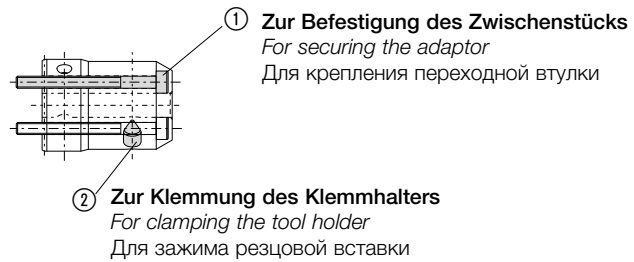 ① Zur Befestigung des Zwischenstücks
For securing the adaptor
Для крепления переходной втулки
② Zur Klemmung des Klemmhalters
For clamping the tool holder
Для зажима резцовой вставки